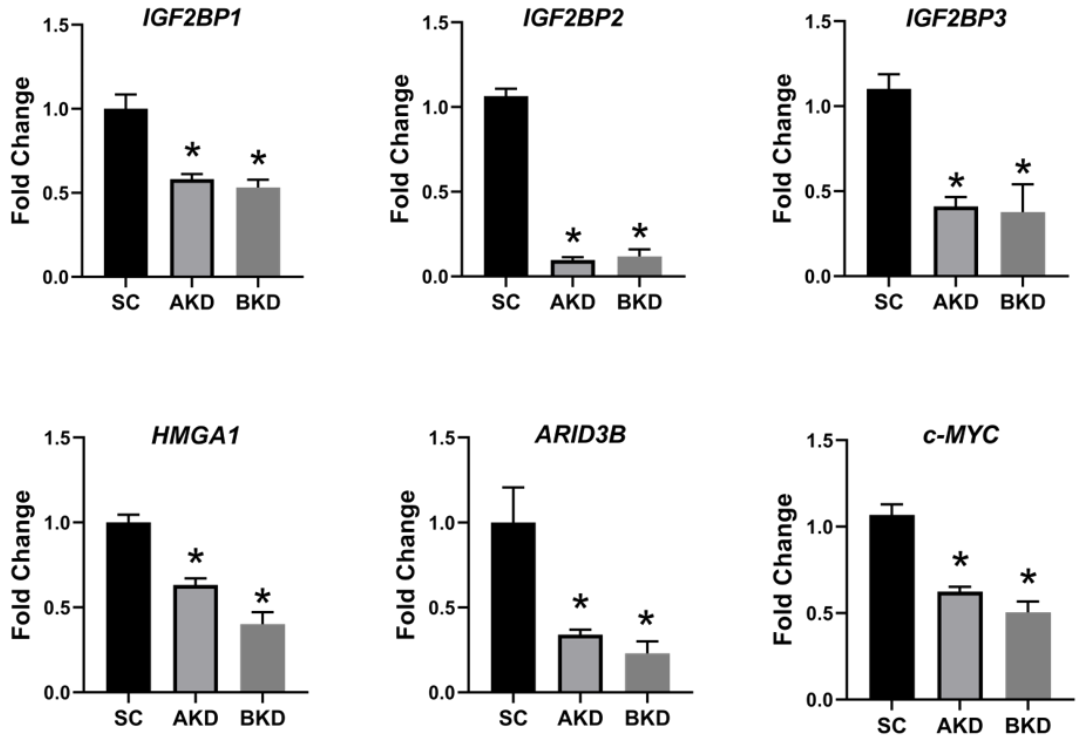 IGF2BP1
Fold Change
1.5
1.0
0.5
0.0
*
*
SC AKD BKD
IGF2BP2
Fold Change
1.5
1.0
0.5
0.0
*
*
SC AKD BKD
IGF2BP3
Fold Change
1.5
1.0
0.5
0.0
*
*
SC AKD BKD
HMGA1
Fold Change
1.5
1.0
0.5
0.0
*
*
SC AKD BKD
ARID3B
Fold Change
1.5
1.0
0.5
0.0
*
*
SC AKD BKD
c-MYC
Fold Change
1.5
1.0
0.5
0.0
*
*
SC AKD BKD